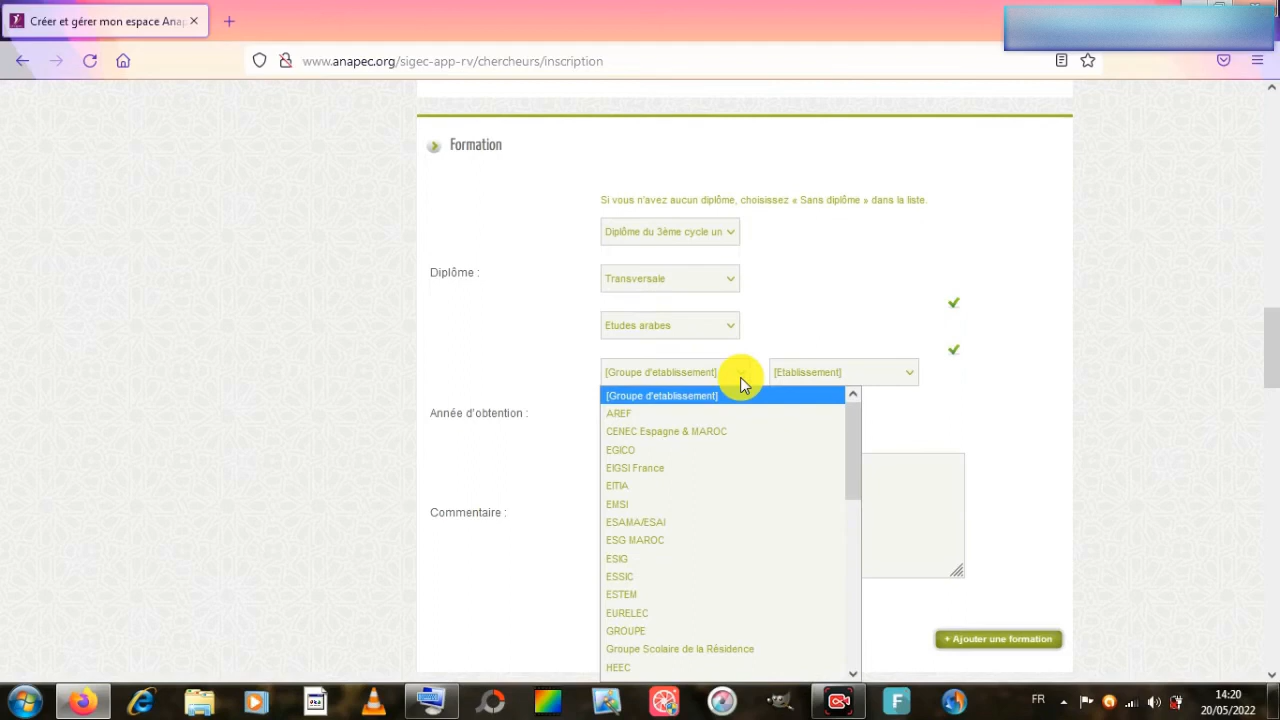 Créer et gérer mon espace Anap
www.anapec.org/sigec-app-rv/chercheurs/inscription
Formation
Si vous n'avez aucun diplôme, choisissez « Sans diplôme » dans la liste.
Diplôme du 3ème cycle un
Diplôme :
Transversale
Etudes arabes
[Groupe d'etablissement] [Etablissement]
[Groupe d'etablissement]
AREF
Année d'obtention :
CENEC Espagne & MAROC
EGICO
EIGSI France
EITIA
EMSI
Commentaire :
ESAMA/ESAI
ESG MAROC
ESIG
ESSIC
ESTEM
EURELEC
GROUPE
+ Ajouter une formation
Groupe Scolaire de la Résidence
HEEC
FR
14:20
20/05/2022